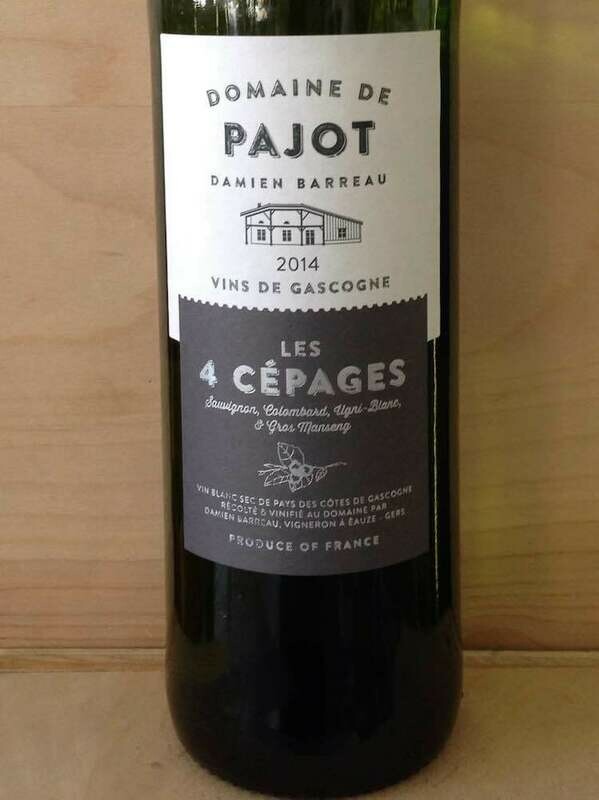 DOMAINE DE
PAJOT
DAMIEN BARREAU
2014
VINS DE GASCOGNE
LES
4 CÉPAGES
Sauvignon, Colombard, Ugni-Blanc,
& Gros Manseng
VIN BLANC SEC DE PAYS DES CÔTES DE GASCOGNE
RÉCOLTÉ & VINIFIÉ AU DOMAINE PAR
DAMIEN BARREAU, VIGNERON À ÉAUZE - GERS
PRODUCE OF FRANCE